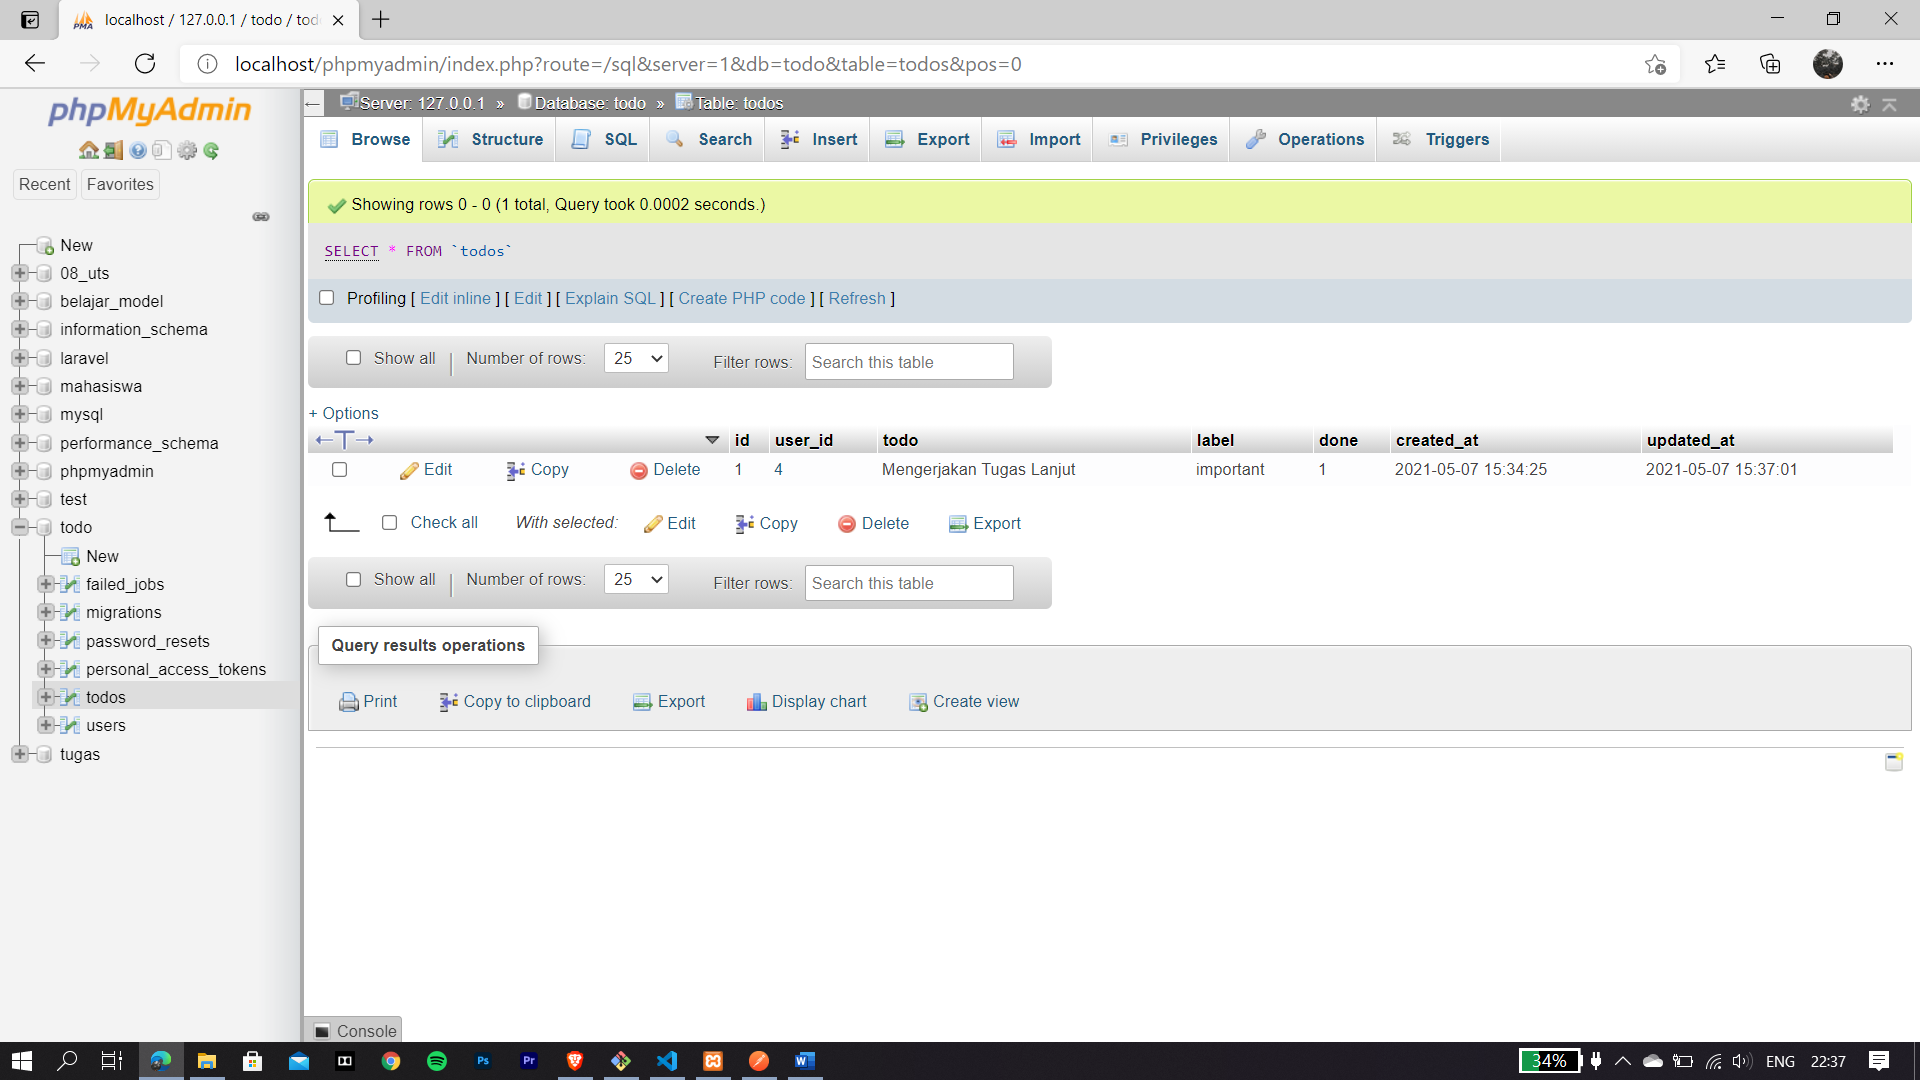 localhost / 127.0.0.1 / todo / tod
localhost/phpmyadmin/index.php?route=/sql&server=1&db=todo&table=todos&pos=0
phpMyAdmin
Recent Favorites
New
08_uts
belajar_model
information_schema
laravel
mahasiswa
mysql
performance_schema
phpmyadmin
test
todo
New
failed_jobs
migrations
password_resets
personal_access_tokens
todos
users
tugas
Server: 127.0.0.1 » Database: todo » Table: todos
Browse Structure SQL Search Insert Export Import Privileges Operations Triggers
Showing rows 0 - 0 (1 total, Query took 0.0002 seconds.)
SELECT * FROM `todos`
Profiling [ Edit inline ] [ Edit ] [ Explain SQL ] [ Create PHP code ] [ Refresh ]
Show all | Number of rows: 25 Filter rows: Search this table
+ Options
←T→ id user_id todo label done created_at updated_at
Edit Copy Delete 1 4 Mengerjakan Tugas Lanjut important 1 2021-05-07 15:34:25 2021-05-07 15:37:01
Check all With selected: Edit Copy Delete Export
Show all | Number of rows: 25 Filter rows: Search this table
Query results operations
Print Copy to clipboard Export Display chart Create view
Console
Ps Pr 34% ENG 22:37